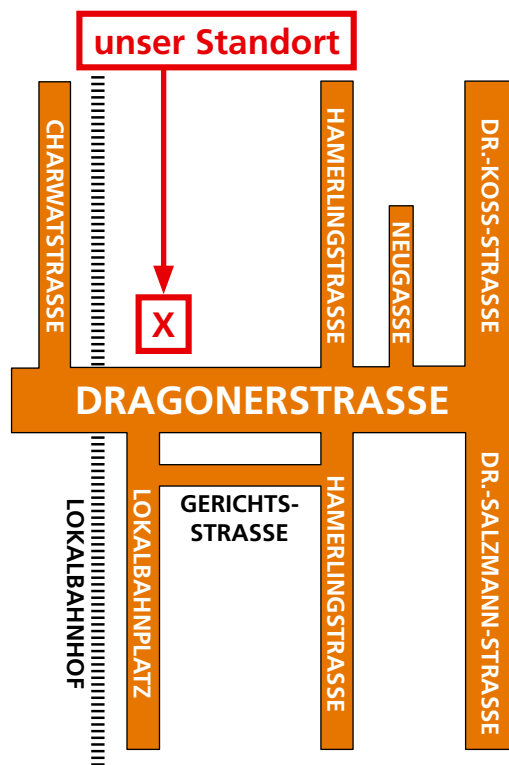 unser Standort
CHARWATSTRASSE
HAMERLINGSTRASSE
NEUGASSE
DR.-KOSS-STRASSE
X
DRAGONERSTRASSE
LOKALBAHNHOF
LOKALBAHNPLATZ
GERICHTS-
STRASSE
HAMERLINGSTRASSE
DR.-SALZMANN-STRASSE